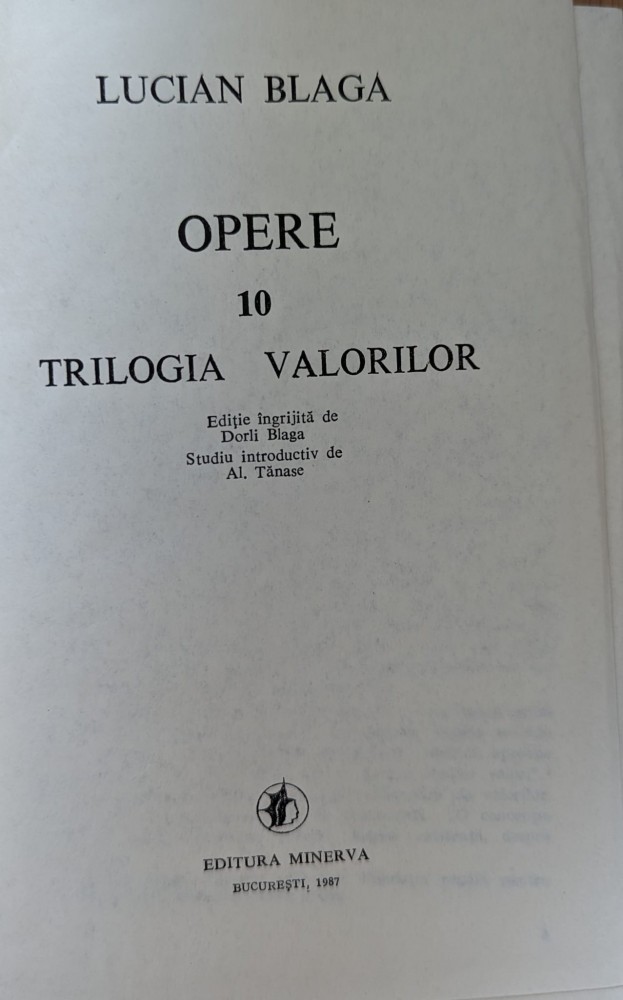 LUCIAN BLAGA
OPERE
10
TRILOGIA VALORILOR
Ediție îngrijită de
Dorli Blaga
Studiu introductiv de
Al. Tănase
EDITURA MINERVA
BUCUREȘTI, 1987